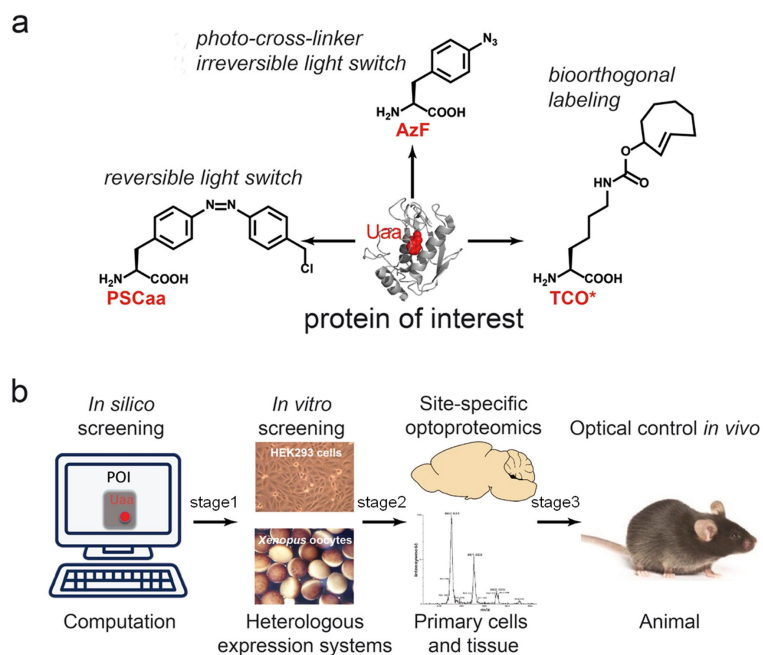 a
photo-cross-linker
irreversible light switch
N₃
H₂N
COOH
AzF
bioorthogonal
labeling
O
HN
O
H₂N
COOH
TCO*
reversible light switch
N=N
Cl
H₂N
COOH
PSCaa
Uaa
protein of interest
b
In silico
screening
POI
Uaa
Computation
stage1
In vitro
screening
HEK293 cells
Xenopus oocytes
Heterologous
expression systems
stage2
Site-specific
optoproteomics
m/z
Primary cells
and tissue
stage3
Optical control in vivo
Animal